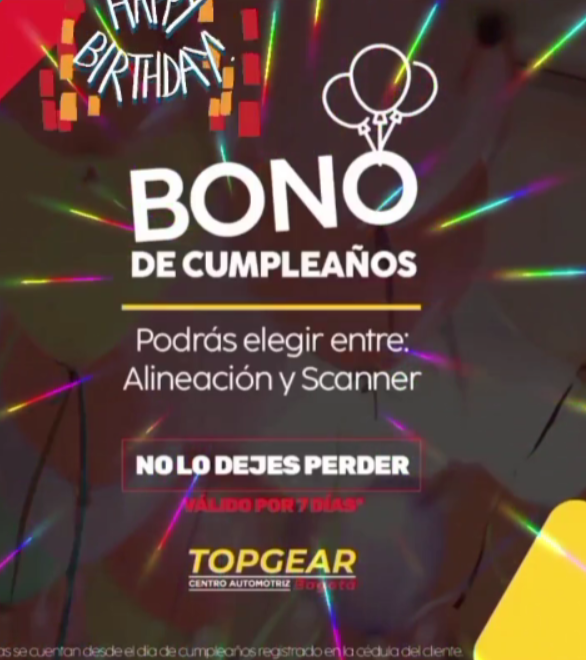 HAPPY
BIRTHDAY.
BONO
DE CUMPLEAÑOS
Podrás elegir entre:
Alineación y Scanner
NO LO DEJES PERDER
VÁLIDO POR 7 DÍAS*
TOPGEAR
CENTRO AUTOMOTRIZ Bogotá
se cuentan desde el día de cumpleaños registrado en la cédula del cliente.